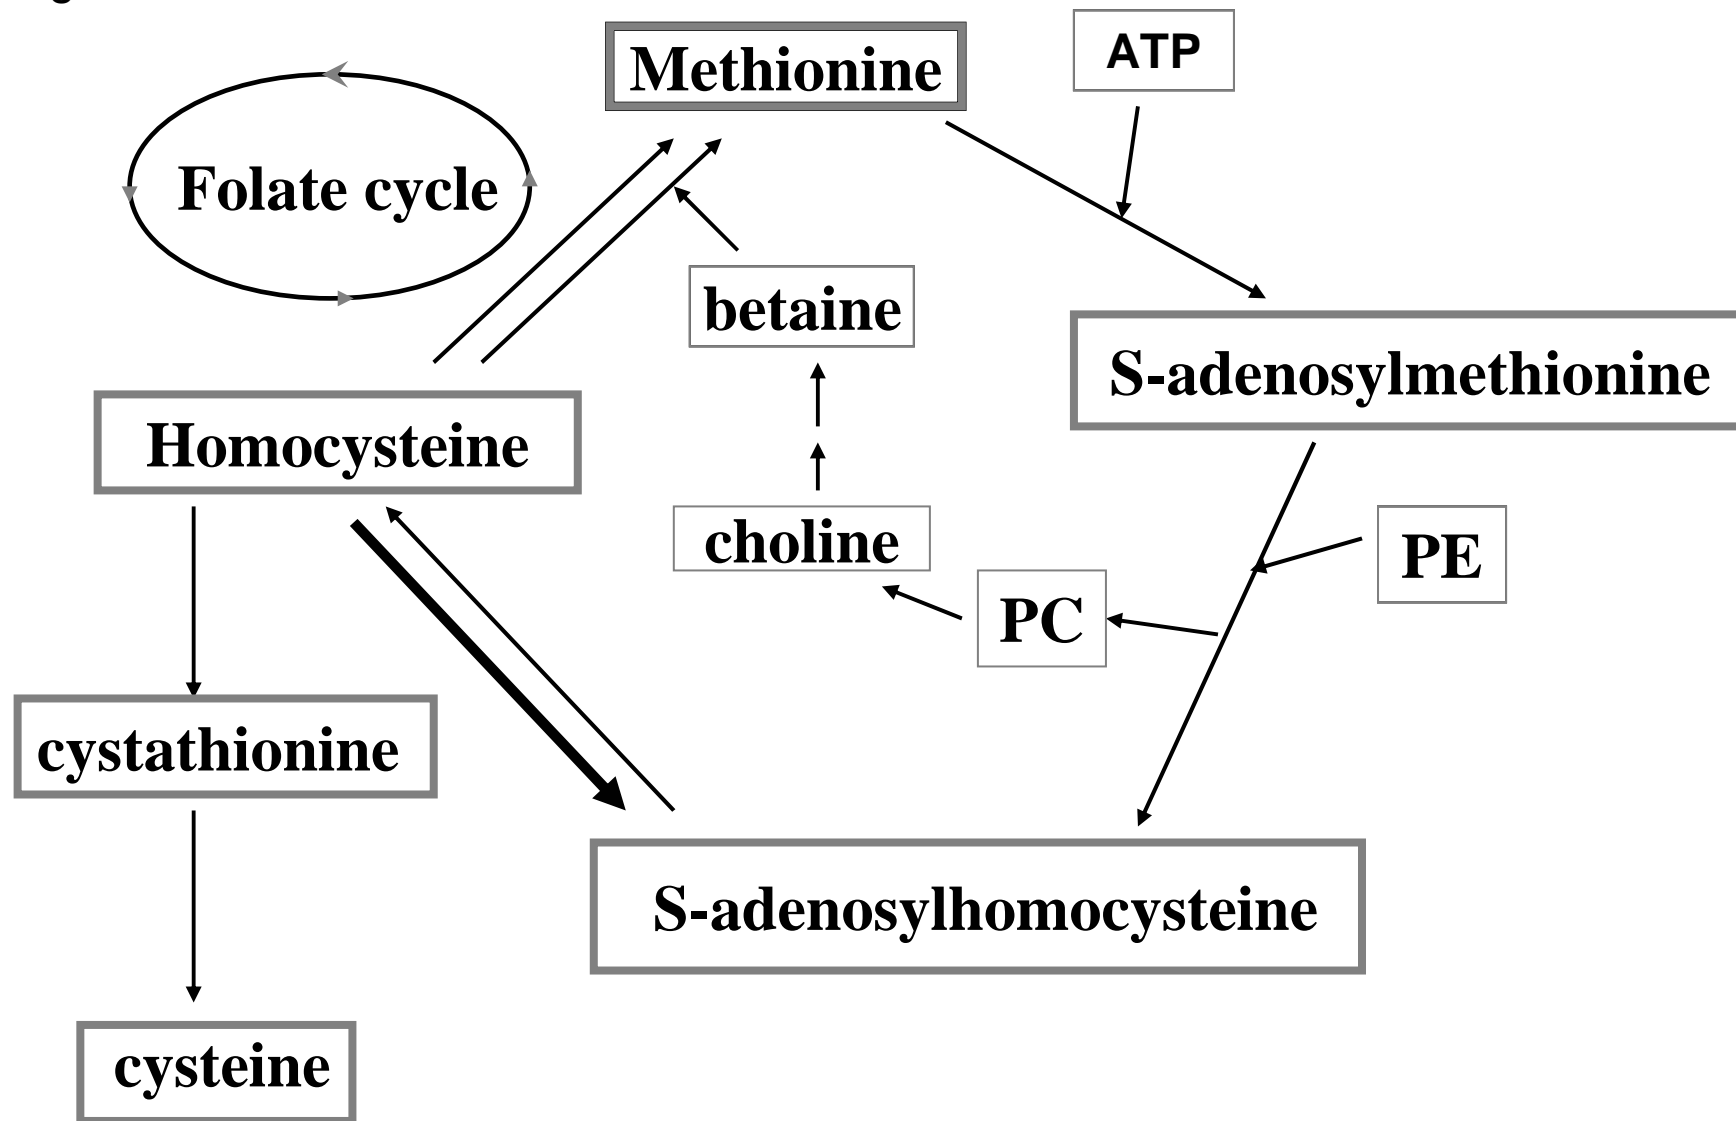 Methionine
ATP
Folate cycle
betaine
S-adenosylmethionine
Homocysteine
choline
PE
PC
cystathionine
S-adenosylhomocysteine
cysteine